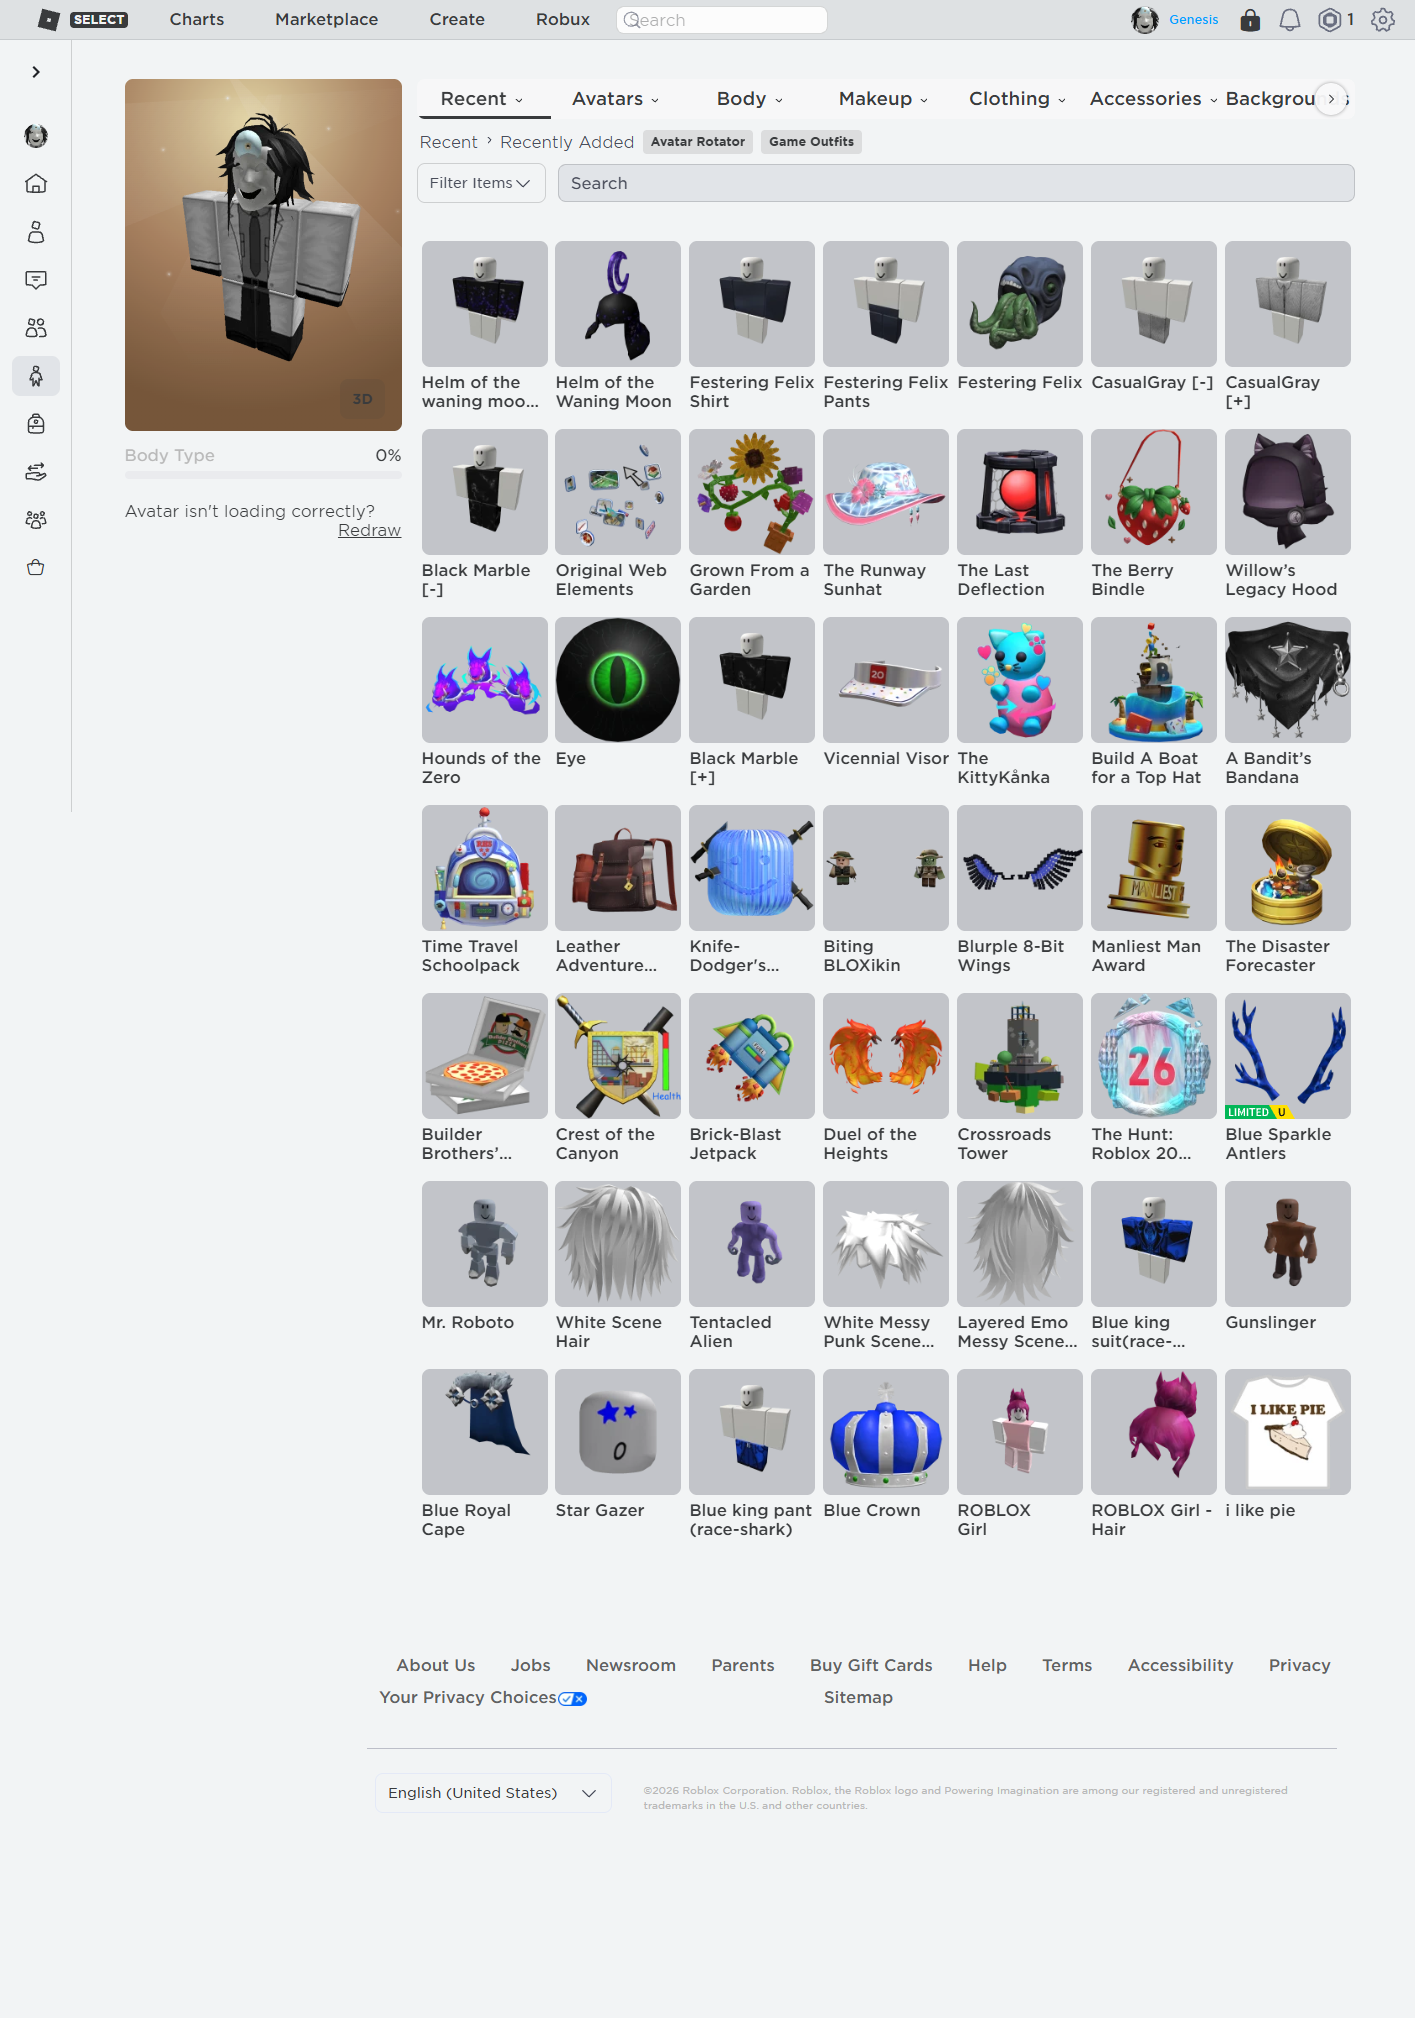 SELECT Charts Marketplace Create Robux Search Genesis 1
Recent Avatars Body Makeup Clothing Accessories Backgrounds
Recent Recently Added Avatar Rotator Game Outfits
Filter Items Search
3D
Body Type 0%
Avatar isn't loading correctly?
Redraw
Helm of the waning moo...
Helm of the Waning Moon
Festering Felix Shirt
Festering Felix Pants
Festering Felix
CasualGray [-]
CasualGray [+]
Black Marble [-]
Original Web Elements
Grown From a Garden
The Runway Sunhat
The Last Deflection
The Berry Bindle
Willow’s Legacy Hood
20
B
Hounds of the Zero
Eye
Black Marble [+]
Vicennial Visor
The KittyKånka
Build A Boat for a Top Hat
A Bandit’s Bandana
MANLIEST
Time Travel Schoolpack
Leather Adventure...
Knife-Dodger's...
Biting BLOXikin
Blurple 8-Bit Wings
Manliest Man Award
The Disaster Forecaster
Health
26
LIMITED U
Builder Brothers’...
Crest of the Canyon
Brick-Blast Jetpack
Duel of the Heights
Crossroads Tower
The Hunt: Roblox 20...
Blue Sparkle Antlers
Mr. Roboto
White Scene Hair
Tentacled Alien
White Messy Punk Scene...
Layered Emo Messy Scene...
Blue king suit(race-...
Gunslinger
I LIKE PIE
Blue Royal Cape
Star Gazer
Blue king pant (race-shark)
Blue Crown
ROBLOX Girl
ROBLOX Girl - Hair
i like pie
About Us Jobs Newsroom Parents Buy Gift Cards Help Terms Accessibility Privacy
Your Privacy Choices Sitemap
English (United States)
©2026 Roblox Corporation. Roblox, the Roblox logo and Powering Imagination are among our registered and unregistered
trademarks in the U.S. and other countries.